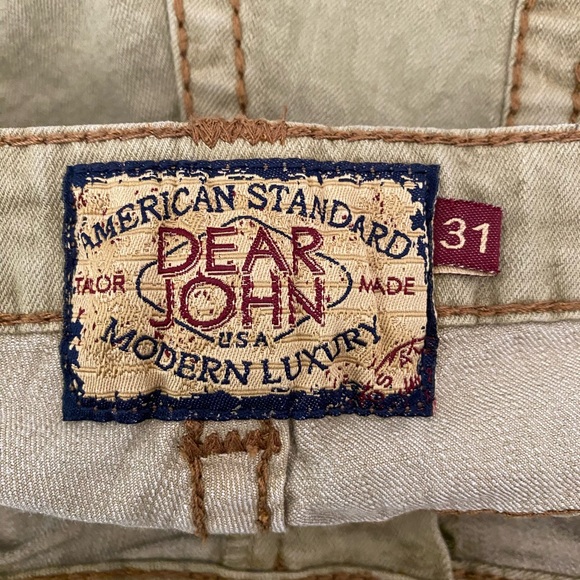 AMERICAN STANDARD
DEAR
TAILOR MADE
JOHN
USA
MODERN LUXURY
31